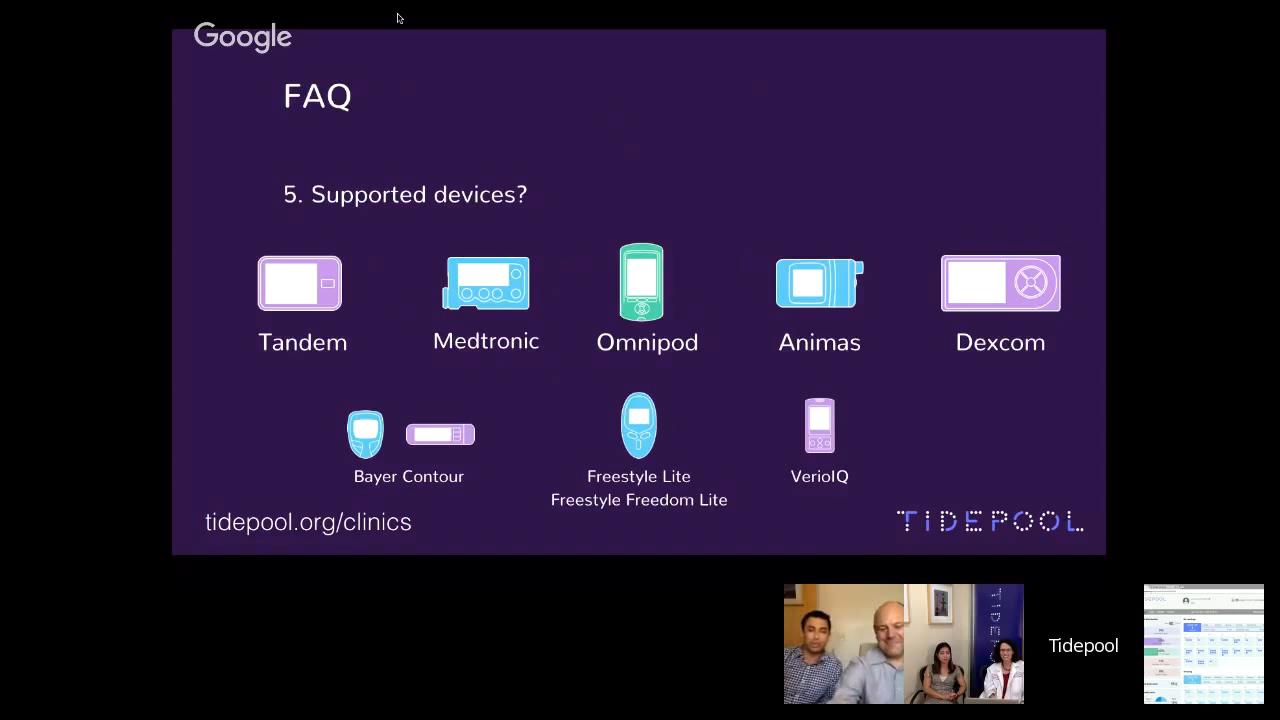 Google
FAQ
5. Supported devices?
Tandem
Medtronic
Omnipod
Animas
Dexcom
Bayer Contour
Freestyle Lite
Freestyle Freedom Lite
VerioIQ
tidepool.org/clinics
TIDEPOOL
Tidepool